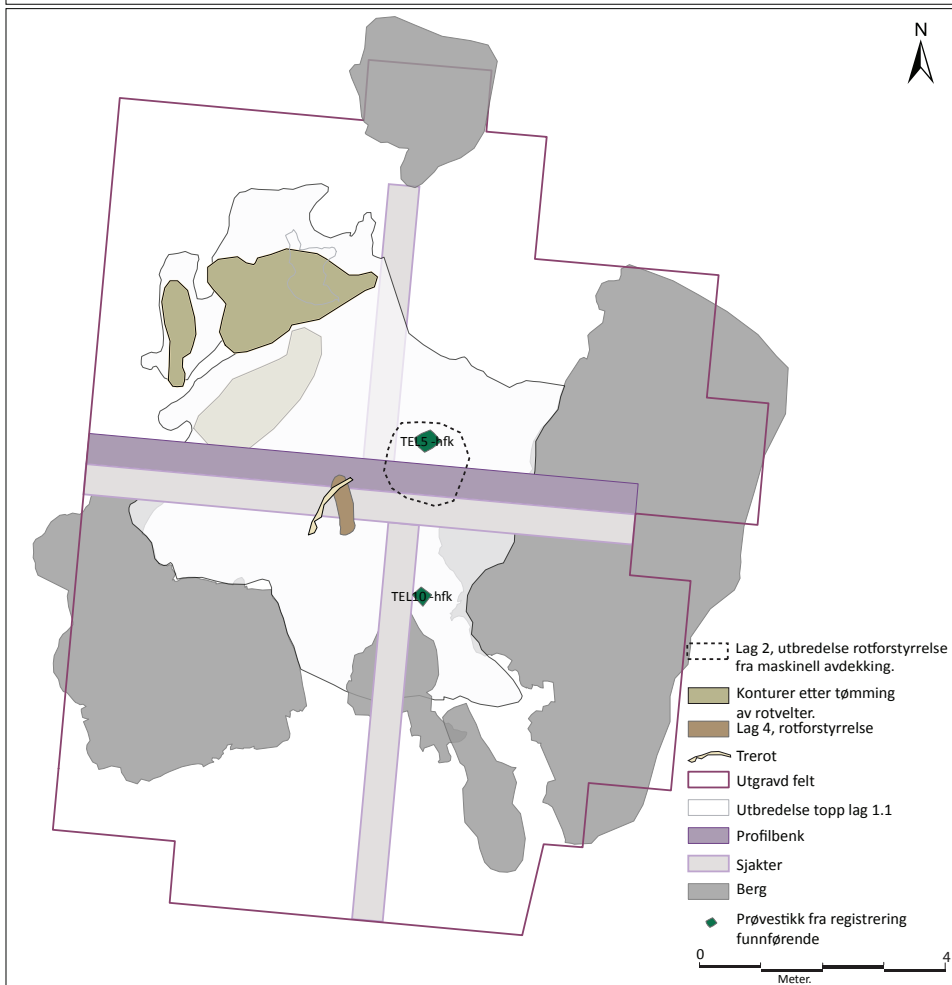 N
TEL5 -hfk
TEL10 -hfk
Lag 2, utbredelse rotforstyrrelse
fra maskinell avdekking.
Konturer etter tømming
av rotvelter.
Lag 4, rotforstyrrelse
Trerot
Utgravd felt
Utbredelse topp lag 1.1
Profilbenk
Sjakter
Berg
Prøvestikk fra registrering
funnførende
0 4
Meter.